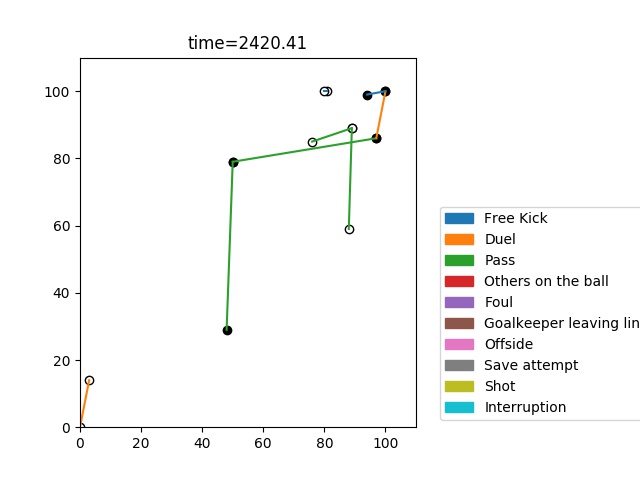 time=2420.41
100
80
60
40
20
0
0 20 40 60 80 100
Free Kick
Duel
Pass
Others on the ball
Foul
Goalkeeper leaving lin
Offside
Save attempt
Shot
Interruption